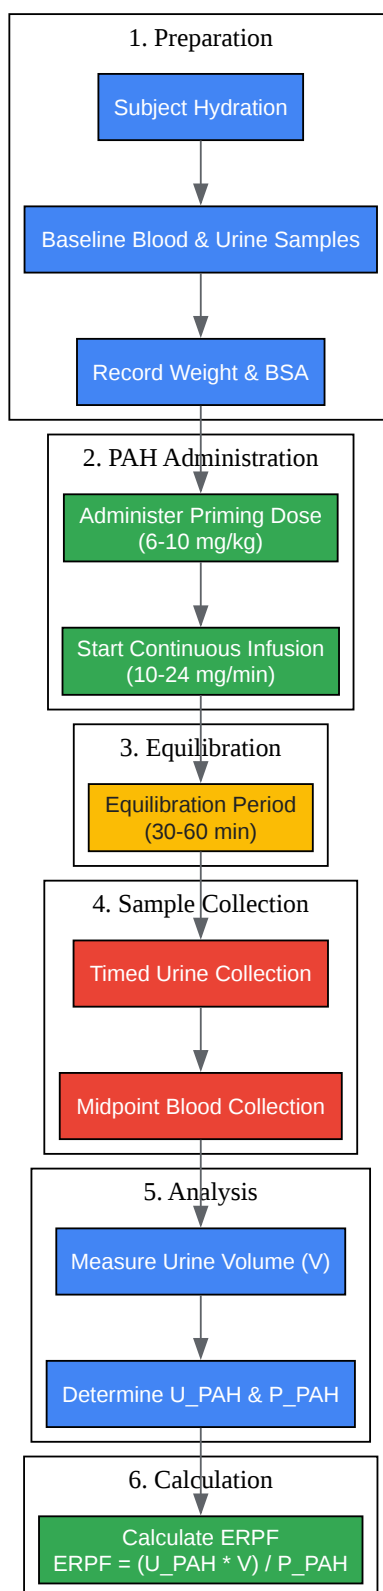 1. Preparation
Subject Hydration
Baseline Blood & Urine Samples
Record Weight & BSA
2. PAH Administration
Administer Priming Dose
(6-10 mg/kg)
Start Continuous Infusion
(10-24 mg/min)
3. Equilibration
Equilibration Period
(30-60 min)
4. Sample Collection
Timed Urine Collection
Midpoint Blood Collection
5. Analysis
Measure Urine Volume (V)
Determine U_PAH & P_PAH
6. Calculation
Calculate ERPF
ERPF = (U_PAH * V) / P_PAH